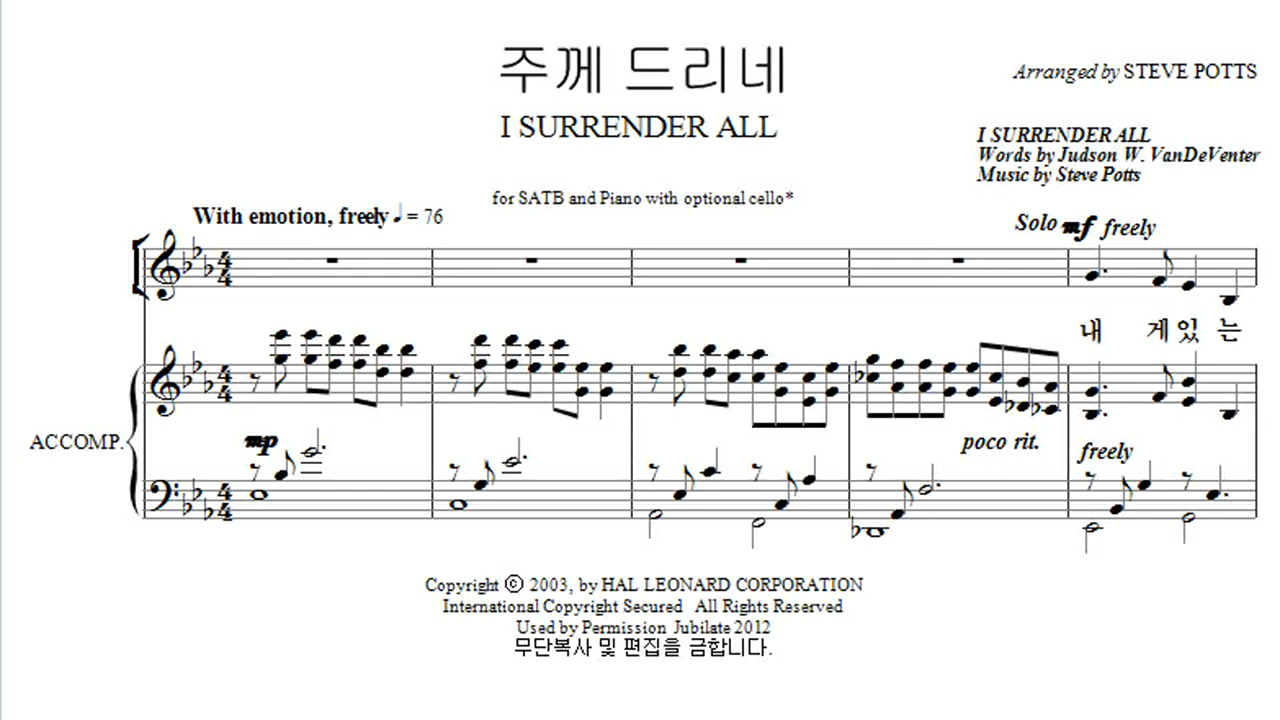 주께 드리네
Arranged by STEVE POTTS
I SURRENDER ALL
I SURRENDER ALL
Words by Judson W. VanDeVenter
Music by Steve Potts
for SATB and Piano with optional cello*
With emotion, freely ♩ = 76
Solo mf freely
내 게 있 는
mp
poco rit.
freely
ACCOMP.
Copyright © 2003, by HAL LEONARD CORPORATION
International Copyright Secured All Rights Reserved
Used by Permission Jubilate 2012
무단복사 및 편집을 금합니다.